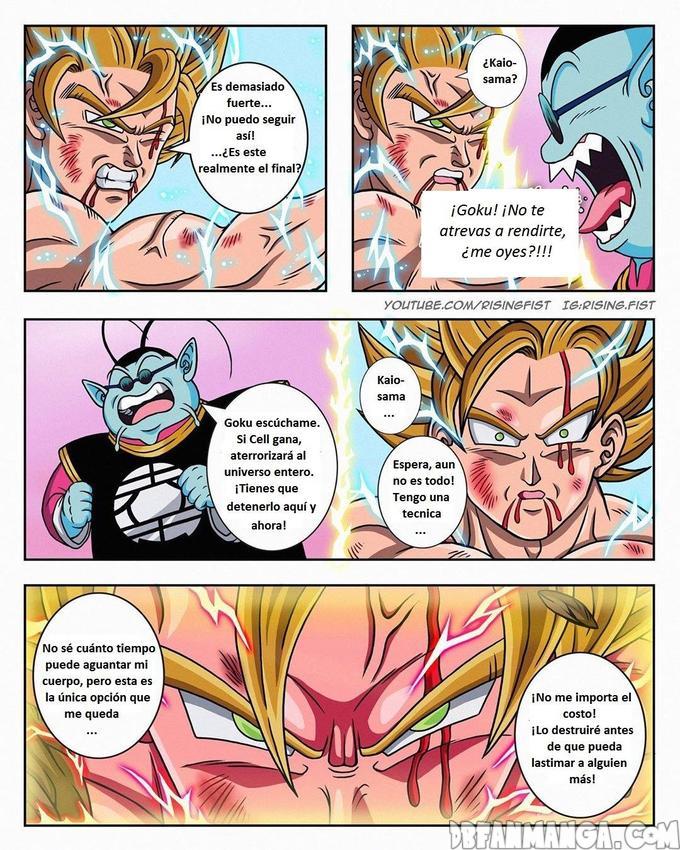 Es demasiado
fuerte...
¡No puedo seguir
así!
...¿Es este
realmente el final?
¿Kaio-
sama?
¡Goku! ¡No te
atrevas a rendirte,
¿me oyes?!!!
YOUTUBE.COM/RISINGFIST IG:RISING.FIST
Goku escúchame.
Si Cell gana,
aterrorizará al
universo entero.
¡Tienes que
detenerlo aquí y
ahora!
Kaio-
sama
...
Espera, aun
no es todo!
Tengo una
tecnica
...
No sé cuánto tiempo
puede aguantar mi
cuerpo, pero esta es
la única opción que
me queda
...
¡No me importa el
costo!
¡Lo destruiré antes
de que pueda
lastimar a alguien
más!
DBFANMANGA.COM